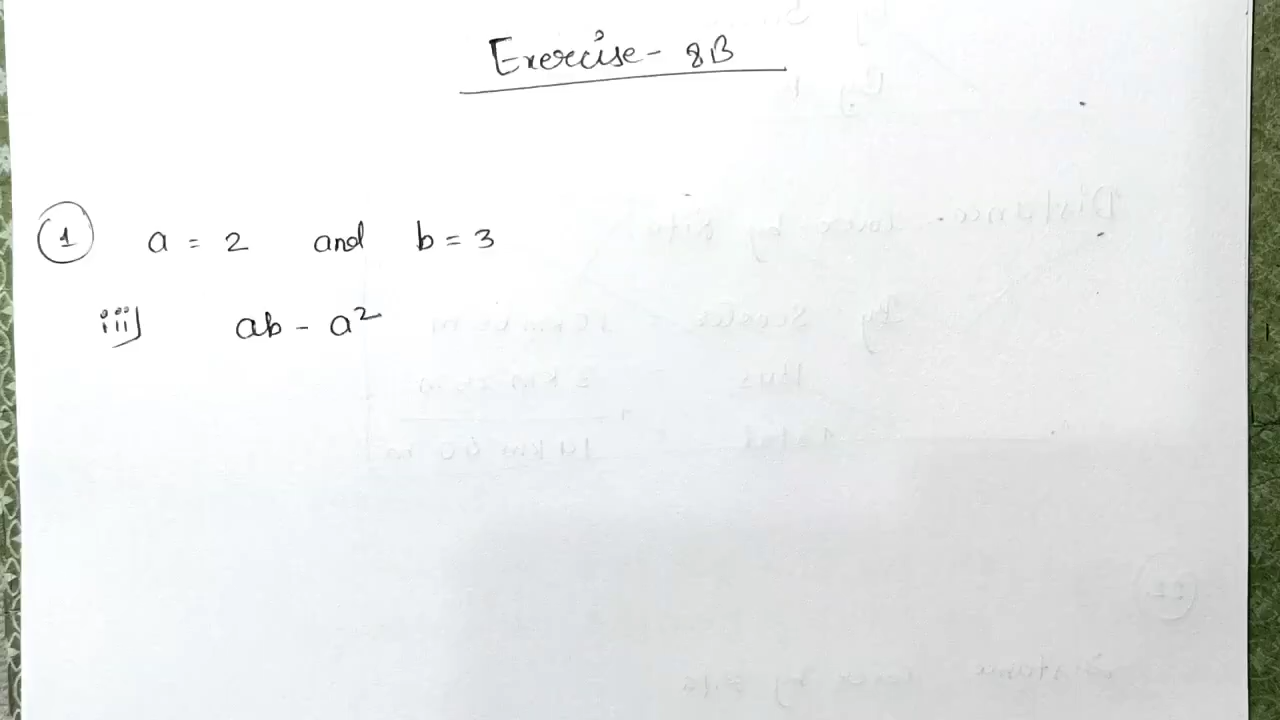 Exercise - 8B
1 a = 2 and b = 3
iii) ab - a²